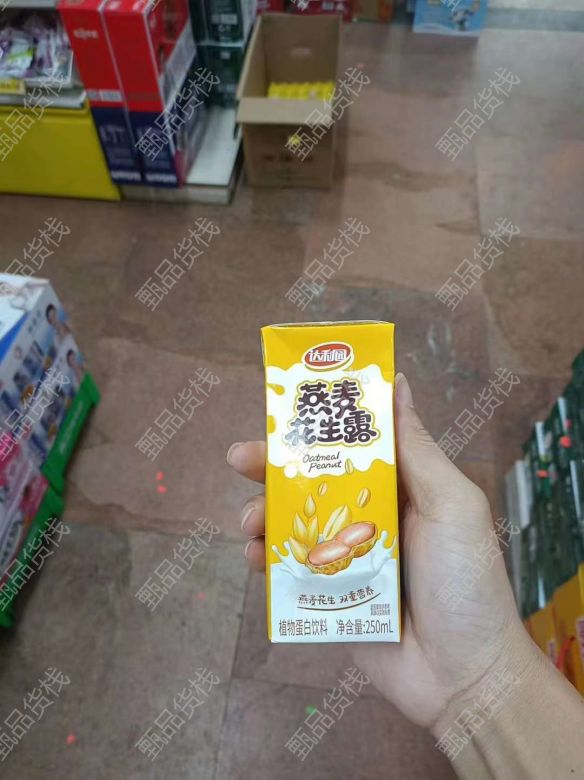 达利园
燕麦
花生露
Oatmeal
Peanut
燕麦花生 双重营养
植物蛋白饮料 净含量:250mL
甄品货栈